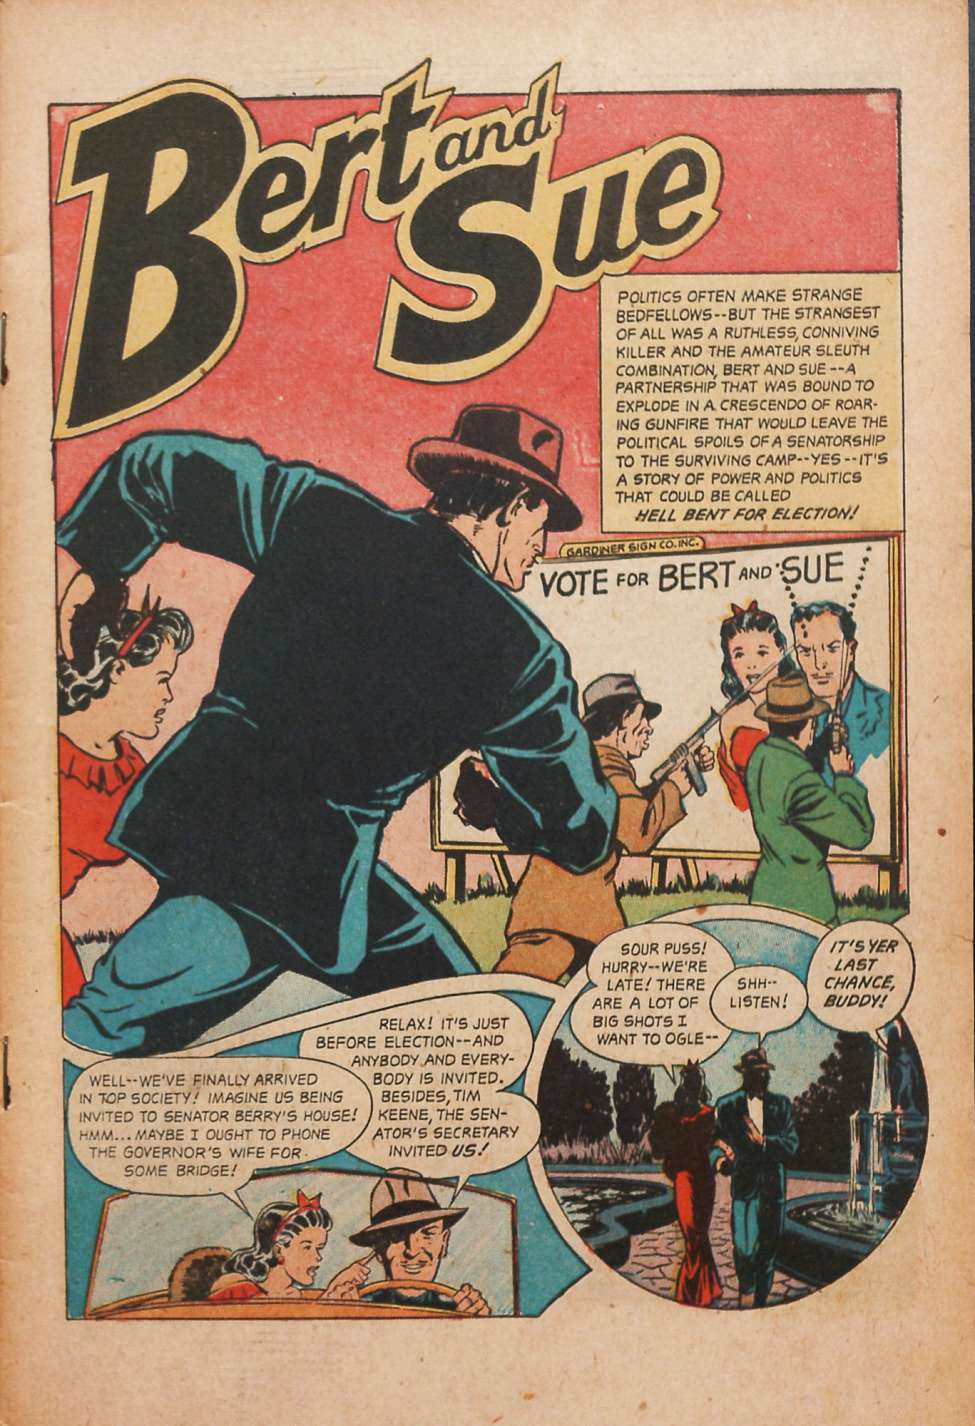 Bert and
Sue
POLITICS OFTEN MAKE STRANGE
BEDFELLOWS--BUT THE STRANGEST
OF ALL WAS A RUTHLESS, CONNIVING
KILLER AND THE AMATEUR SLEUTH
COMBINATION, BERT AND SUE--A
PARTNERSHIP THAT WAS BOUND TO
EXPLODE IN A CRESCENDO OF ROAR-
ING GUNFIRE THAT WOULD LEAVE THE
POLITICAL SPOILS OF A SENATORSHIP
TO THE SURVIVING CAMP--YES--IT'S
A STORY OF POWER AND POLITICS
THAT COULD BE CALLED
HELL BENT FOR ELECTION!
GARDINER SIGN CO. INC.
VOTE FOR BERT AND SUE
WELL--WE'VE FINALLY ARRIVED
IN TOP SOCIETY! IMAGINE US BEING
INVITED TO SENATOR BERRY'S HOUSE!
HMM... MAYBE I OUGHT TO PHONE
THE GOVERNOR'S WIFE FOR
SOME BRIDGE!
RELAX! IT'S JUST
BEFORE ELECTION--AND
ANYBODY AND EVERY-
BODY IS INVITED.
BESIDES, TIM
KEENE, THE SEN-
ATOR'S SECRETARY
INVITED US!
SOUR PUSS!
HURRY--WE'RE
LATE! THERE
ARE A LOT OF
BIG SHOTS I
WANT TO OGLE--
SHH--
LISTEN!
IT'S YER
LAST
CHANCE,
BUDDY!